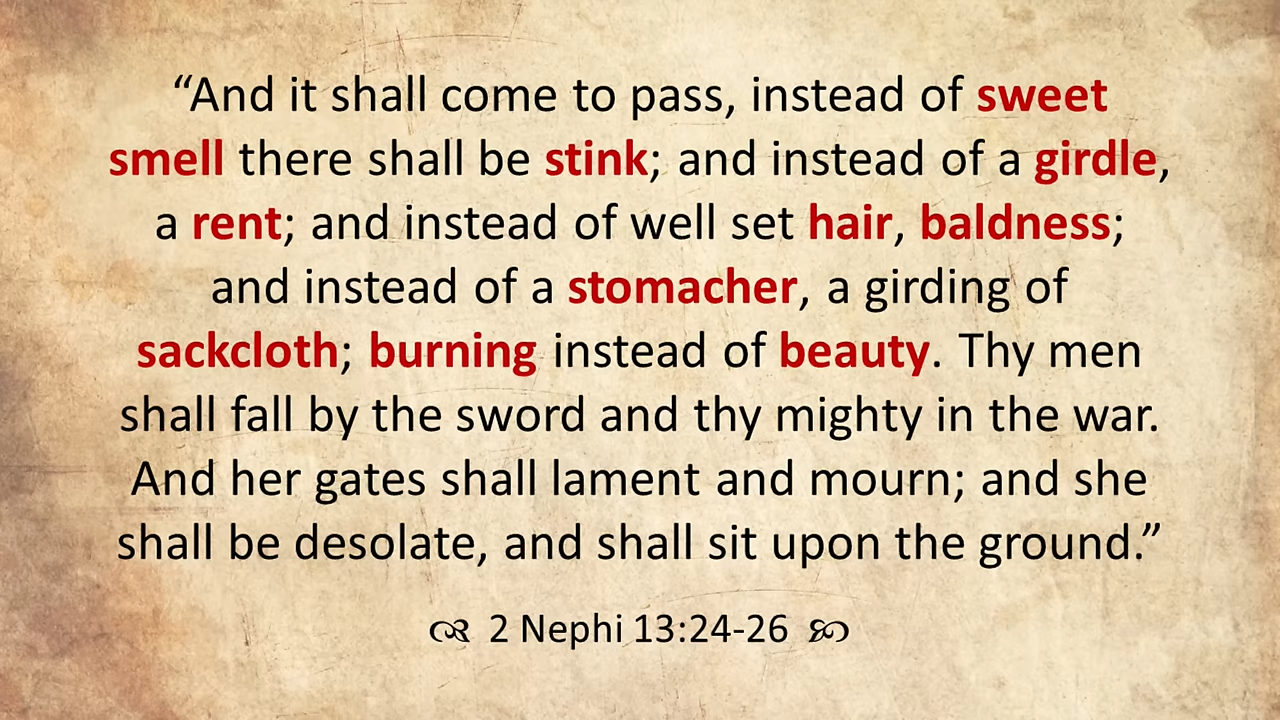 “And it shall come to pass, instead of sweet
smell there shall be stink; and instead of a girdle,
a rent; and instead of well set hair, baldness;
and instead of a stomacher, a girding of
sackcloth; burning instead of beauty. Thy men
shall fall by the sword and thy mighty in the war.
And her gates shall lament and mourn; and she
shall be desolate, and shall sit upon the ground.”
2 Nephi 13:24-26